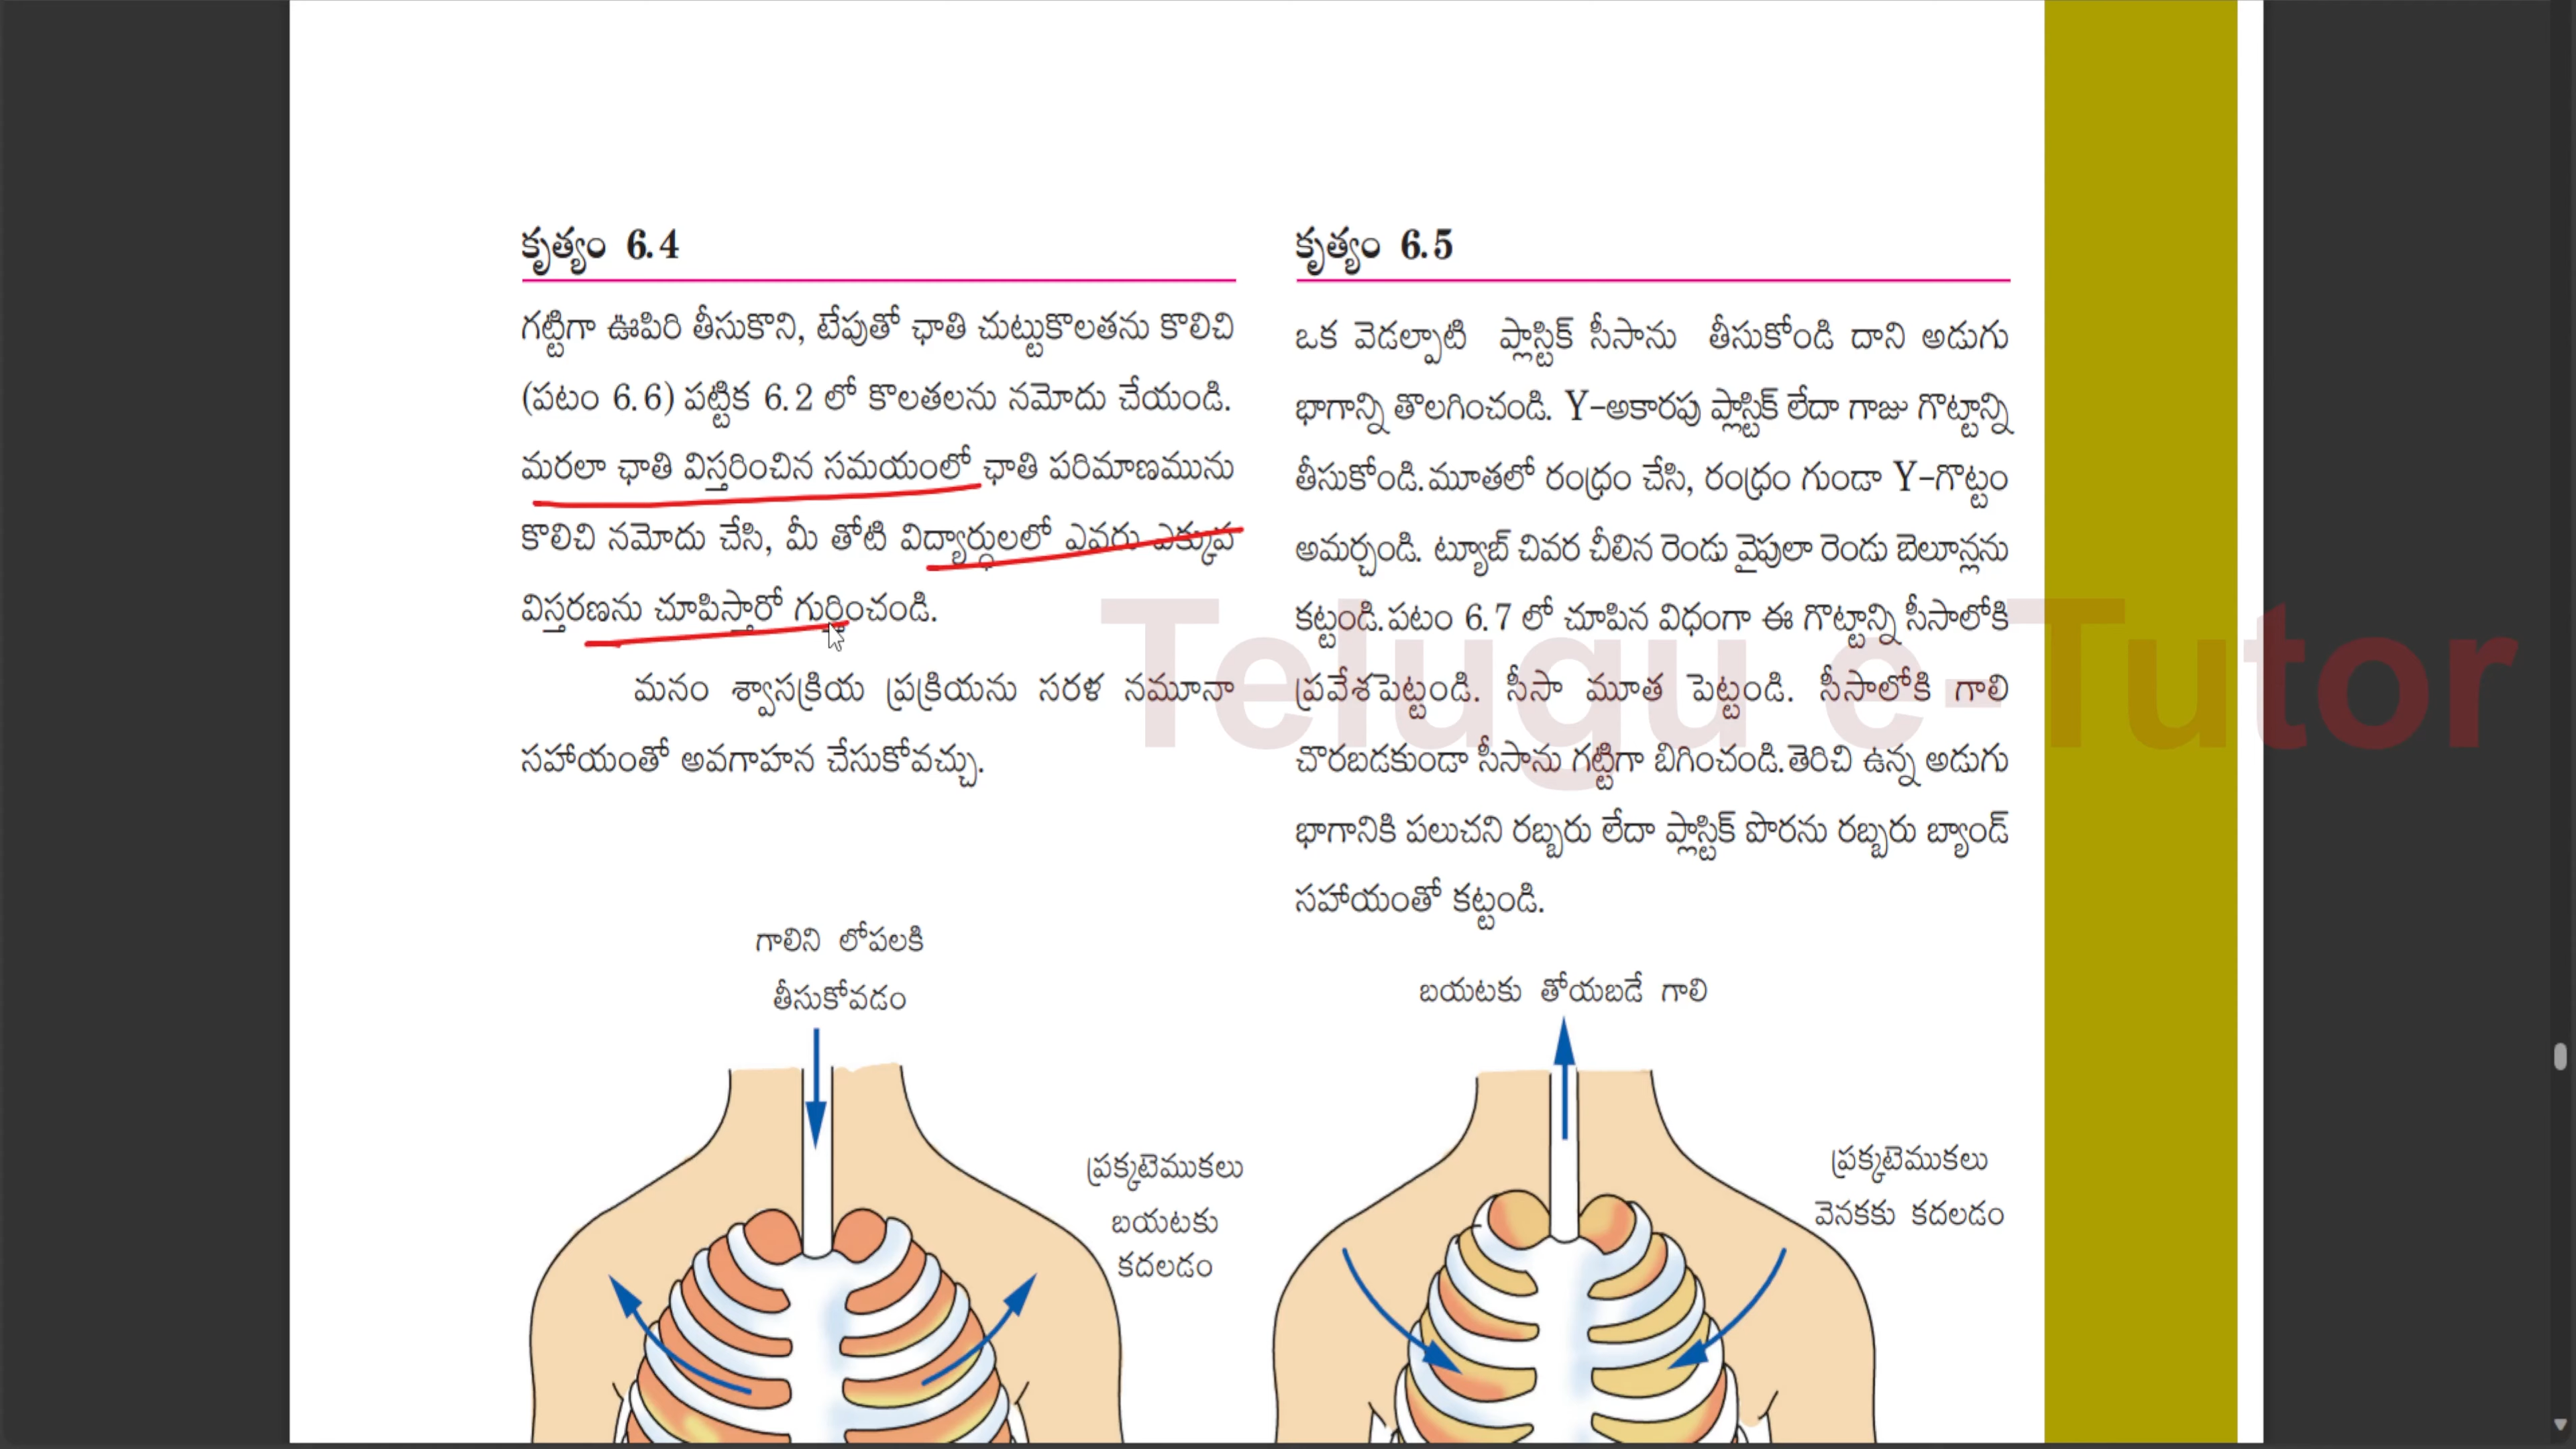 కృత్యం 6.4
గట్టిగా ఊపిరి తీసుకొని, టేపుతో ఛాతి చుట్టుకొలతను కొలిచి
(పటం 6.6) పట్టిక 6.2 లో కొలతలను నమోదు చేయండి.
మరలా ఛాతి విస్తరించిన సమయంలో ఛాతి పరిమాణమును
కొలిచి నమోదు చేసి, మీ తోటి విద్యార్థులలో ఎవరు ఎక్కువ
విస్తరణను చూపిస్తారో గుర్తించండి.
మనం శ్వాసక్రియ ప్రక్రియను సరళ నమూనా
సహాయంతో అవగాహన చేసుకోవచ్చు.
కృత్యం 6.5
ఒక వెడల్పాటి ప్లాస్టిక్ సీసాను తీసుకోండి దాని అడుగు
భాగాన్ని తొలగించండి. Y-అకారపు ప్లాస్టిక్ లేదా గాజు గొట్టాన్ని
తీసుకోండి.మూతలో రంధ్రం చేసి, రంధ్రం గుండా Y-గొట్టం
అమర్చండి. ట్యూబ్ చివర చీలిన రెండు వైపులా రెండు బెలూన్లను
కట్టండి.పటం 6.7 లో చూపిన విధంగా ఈ గొట్టాన్ని సీసాలోకి
ప్రవేశపెట్టండి. సీసా మూత పెట్టండి. సీసాలోకి గాలి
చొరబడకుండా సీసాను గట్టిగా బిగించండి.తెరిచి ఉన్న అడుగు
భాగానికి పలుచని రబ్బరు లేదా ప్లాస్టిక్ పొరను రబ్బరు బ్యాండ్
సహాయంతో కట్టండి.
Telugu e-Tutor
గాలిని లోపలకి
తీసుకోవడం
ప్రక్కటెముకలు
బయటకు
కదలడం
బయటకు తోయబడే గాలి
ప్రక్కటెముకలు
వెనకకు కదలడం